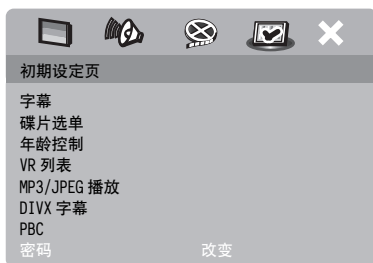 初期设定页
字幕
碟片选单
年龄控制
VR 列表
MP3/JPEG 播放
DIVX 字幕
PBC
密码 改变